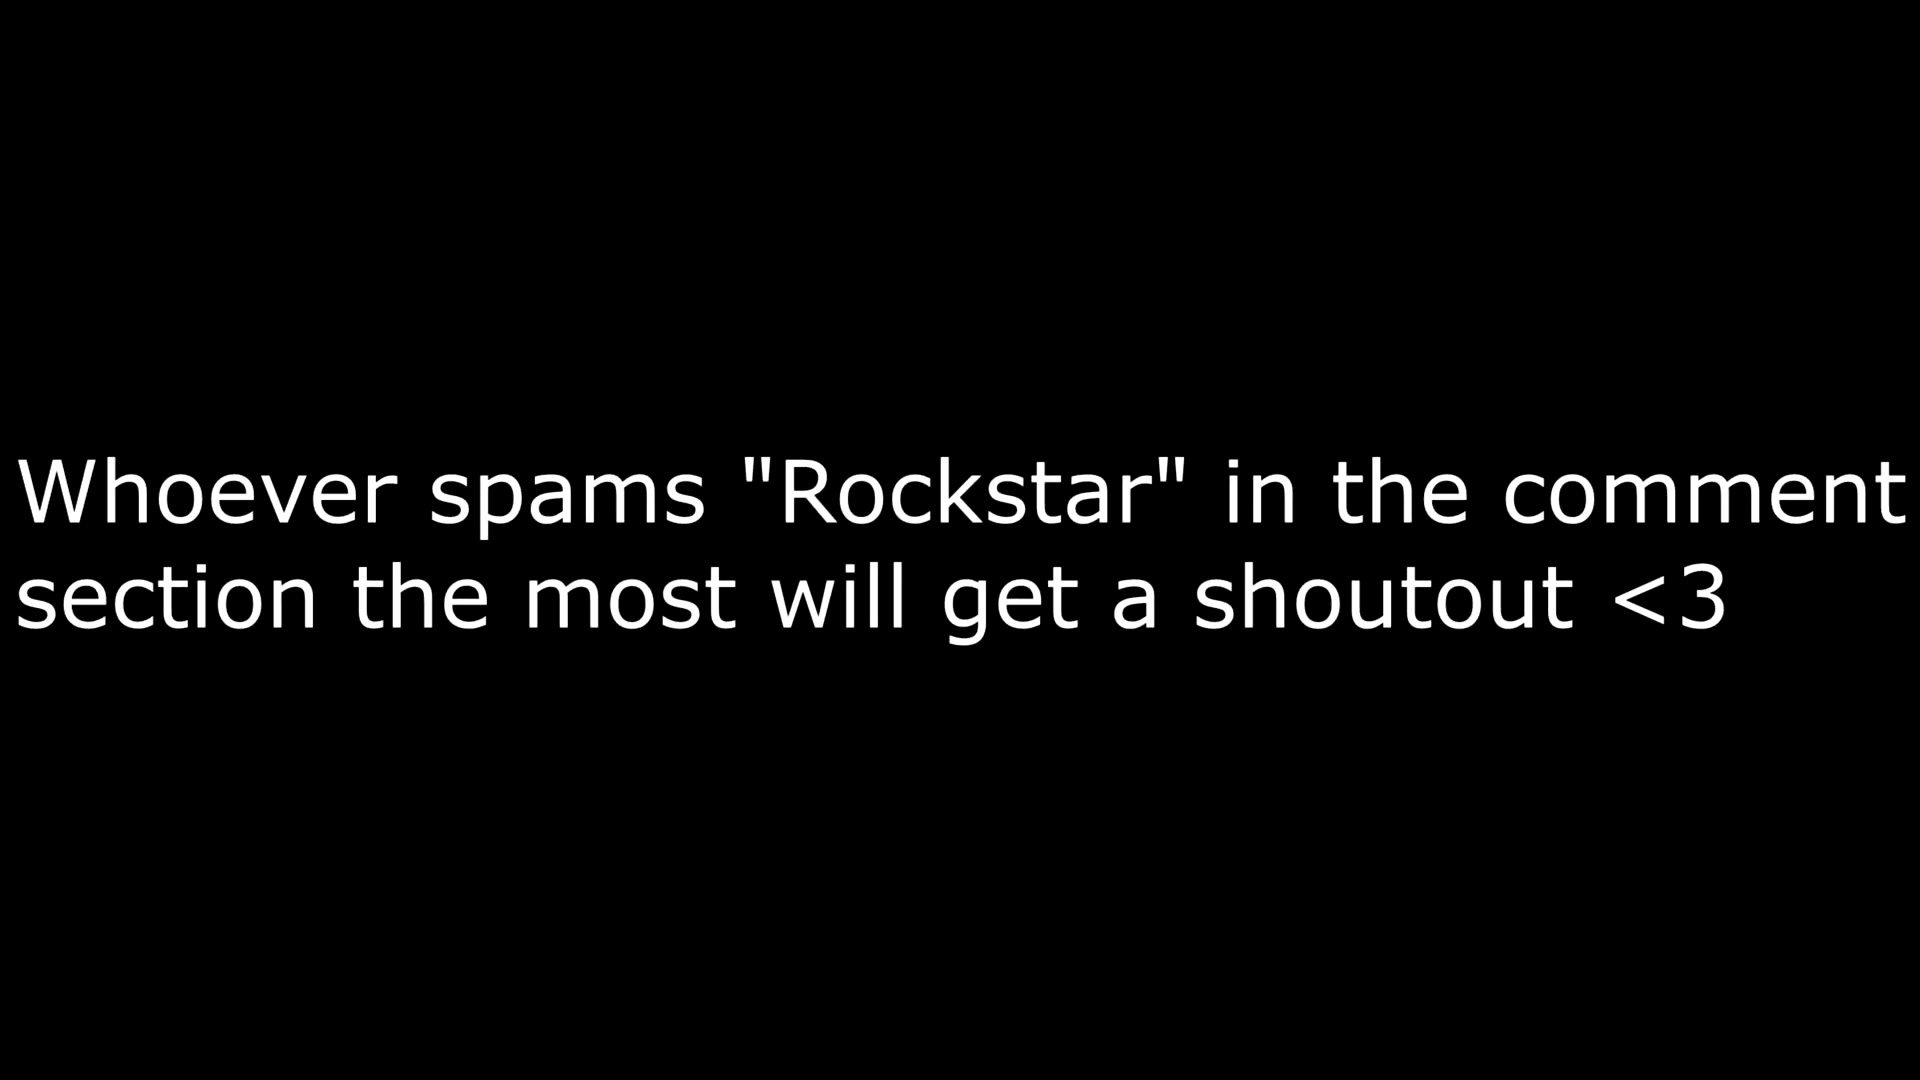 Whoever spams "Rockstar" in the comment
section the most will get a shoutout <3